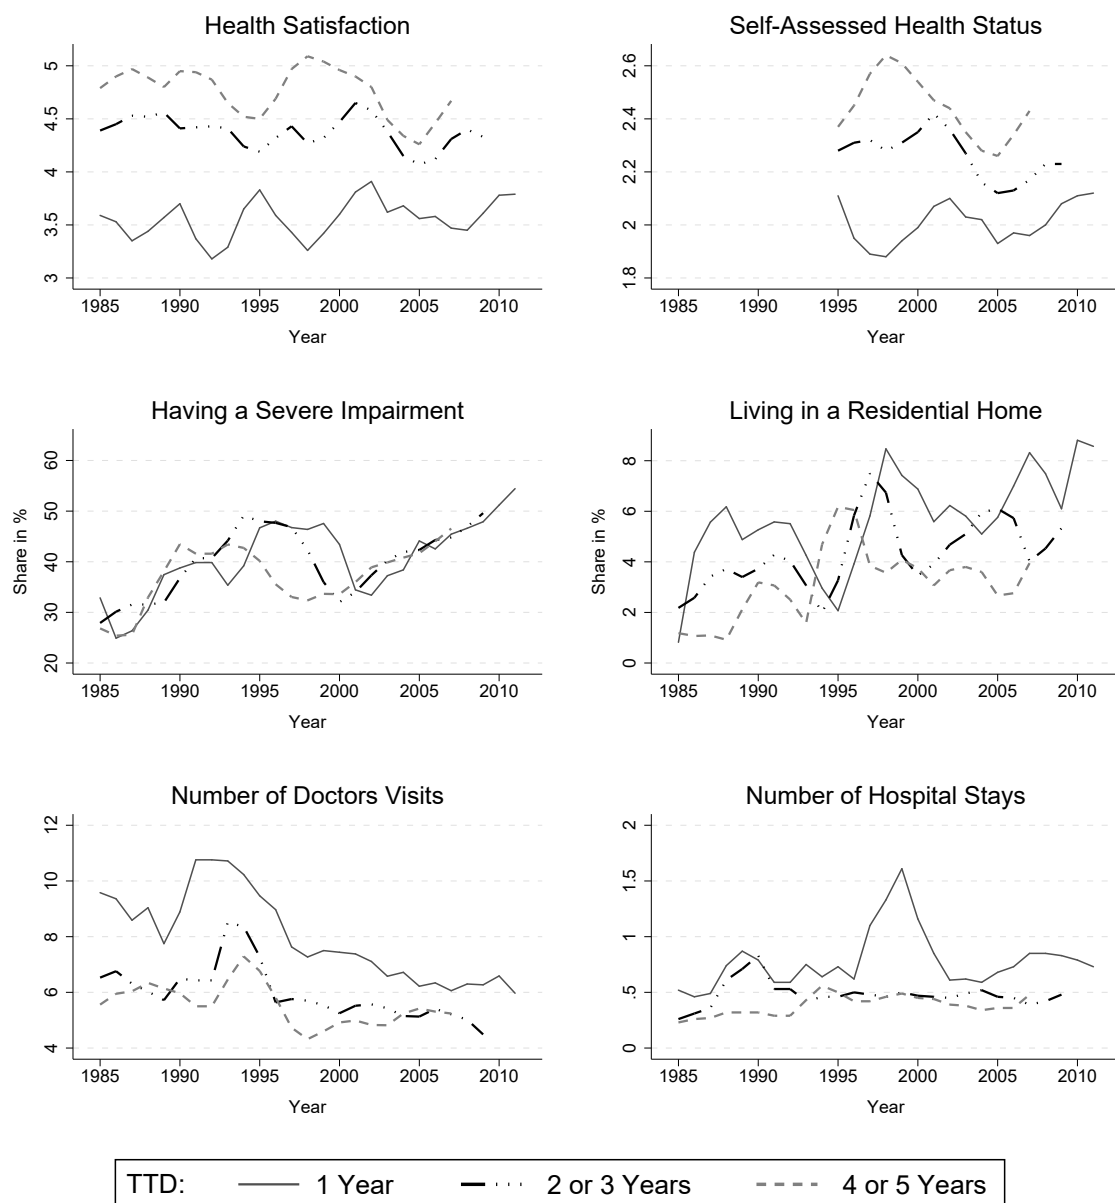 Health Satisfaction
5
4.5
4
3.5
3
1985 1990 1995 2000 2005 2010
Year
Self-Assessed Health Status
2.6
2.4
2.2
2
1.8
1985 1990 1995 2000 2005 2010
Year
Having a Severe Impairment
Share in %
60
50
40
30
20
1985 1990 1995 2000 2005 2010
Year
Living in a Residential Home
Share in %
8
6
4
2
0
1985 1990 1995 2000 2005 2010
Year
Number of Doctors Visits
12
10
8
6
4
1985 1990 1995 2000 2005 2010
Year
Number of Hospital Stays
2
1.5
1
.5
0
1985 1990 1995 2000 2005 2010
Year
TTD: 1 Year 2 or 3 Years 4 or 5 Years